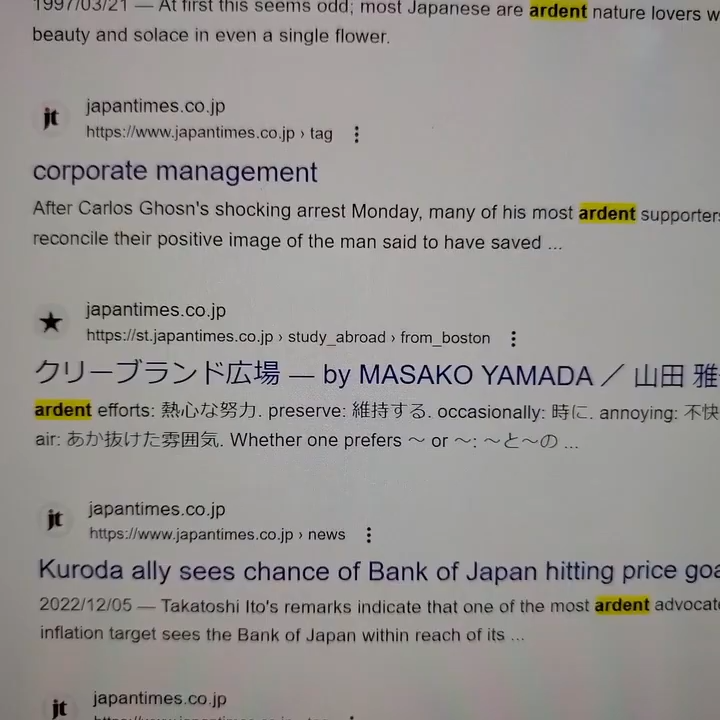 1997/03/21 — At first this seems odd; most Japanese are ardent nature lovers w
beauty and solace in even a single flower.
jt
japantimes.co.jp
https://www.japantimes.co.jp › tag
corporate management
After Carlos Ghosn's shocking arrest Monday, many of his most ardent supporters
reconcile their positive image of the man said to have saved ...
japantimes.co.jp
https://st.japantimes.co.jp › study_abroad › from_boston
クリーブランド広場 — by MASAKO YAMADA ／ 山田 雅
ardent efforts: 熱心な努力. preserve: 維持する. occasionally: 時に. annoying: 不快
air: あか抜けた雰囲気. Whether one prefers ～ or ～: ～と～の ...
jt
japantimes.co.jp
https://www.japantimes.co.jp › news
Kuroda ally sees chance of Bank of Japan hitting price goa
2022/12/05 — Takatoshi Ito's remarks indicate that one of the most ardent advocate
inflation target sees the Bank of Japan within reach of its ...
jt
japantimes.co.jp